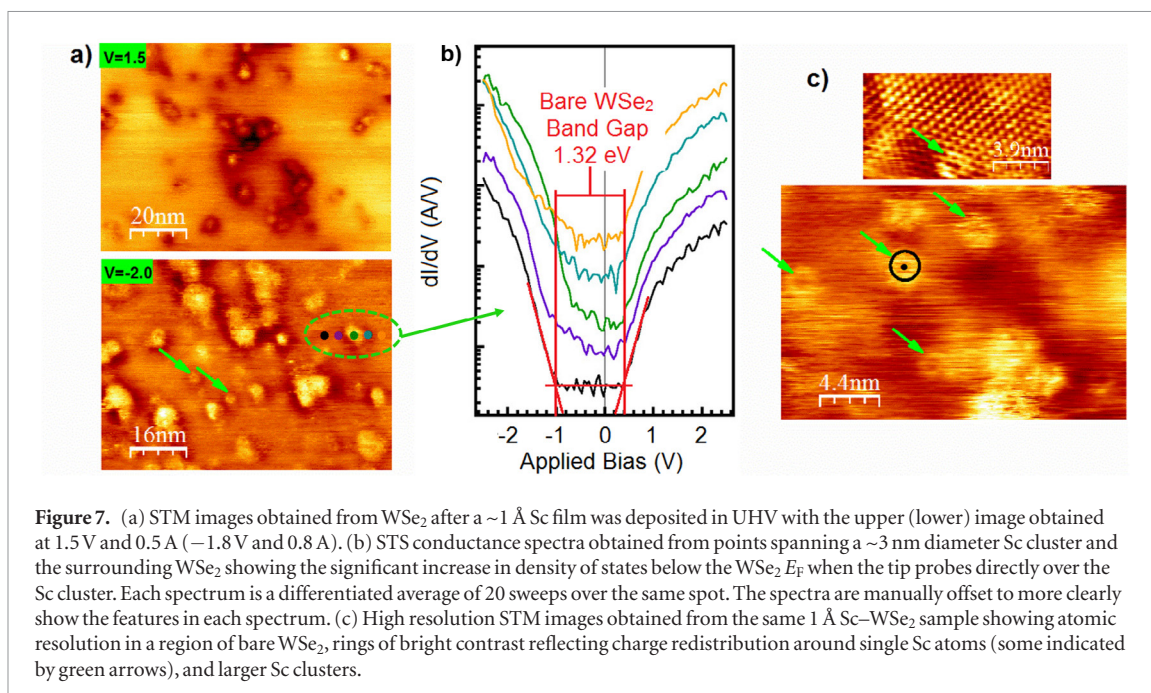 a)
V=1.5
20nm
V=-2.0
16nm
b)
Bare WSe₂
Band Gap
1.32 eV
dI/dV (A/V)
-2 -1 0 1 2
Applied Bias (V)
c)
3.9nm
4.4nm
Figure 7. (a) STM images obtained from WSe₂ after a ~1 Å Sc film was deposited in UHV with the upper (lower) image obtained
at 1.5 V and 0.5 A (−1.8 V and 0.8 A). (b) STS conductance spectra obtained from points spanning a ~3 nm diameter Sc cluster and
the surrounding WSe₂ showing the significant increase in density of states below the WSe₂ E_F when the tip probes directly over the
Sc cluster. Each spectrum is a differentiated average of 20 sweeps over the same spot. The spectra are manually offset to more clearly
show the features in each spectrum. (c) High resolution STM images obtained from the same 1 Å Sc–WSe₂ sample showing atomic
resolution in a region of bare WSe₂, rings of bright contrast reflecting charge redistribution around single Sc atoms (some indicated
by green arrows), and larger Sc clusters.